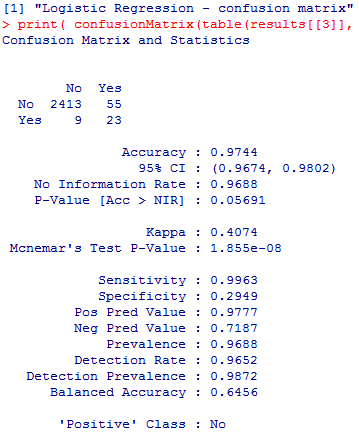 [1] "Logistic Regression - confusion matrix"
> print( confusionMatrix(table(results[[3]],
Confusion Matrix and Statistics
No Yes
No 2413 55
Yes 9 23
Accuracy : 0.9744
95% CI : (0.9674, 0.9802)
No Information Rate : 0.9688
P-Value [Acc > NIR] : 0.05691
Kappa : 0.4074
Mcnemar's Test P-Value : 1.855e-08
Sensitivity : 0.9963
Specificity : 0.2949
Pos Pred Value : 0.9777
Neg Pred Value : 0.7187
Prevalence : 0.9688
Detection Rate : 0.9652
Detection Prevalence : 0.9872
Balanced Accuracy : 0.6456
'Positive' Class : No